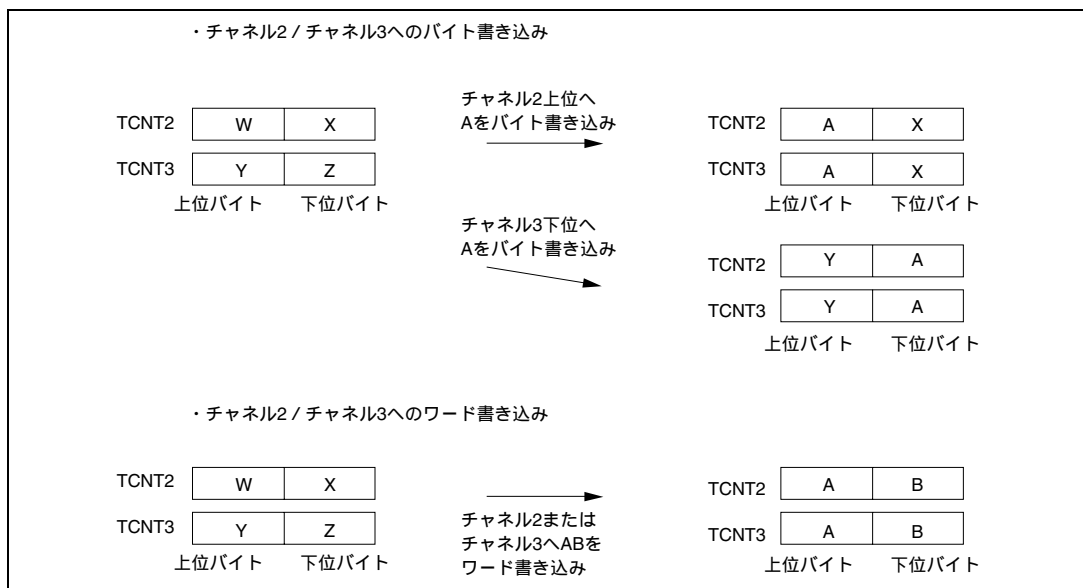 ・チャネル2 / チャネル3へのバイト書き込み
チャネル2上位へ
Aをバイト書き込み
TCNT2 W X
TCNT3 Y Z
上位バイト 下位バイト
TCNT2 A X
TCNT3 A X
上位バイト 下位バイト
チャネル3下位へ
Aをバイト書き込み
TCNT2 Y A
TCNT3 Y A
上位バイト 下位バイト
・チャネル2 / チャネル3へのワード書き込み
TCNT2 W X
TCNT3 Y Z
上位バイト 下位バイト
チャネル2または
チャネル3へABを
ワード書き込み
TCNT2 A B
TCNT3 A B
上位バイト 下位バイト